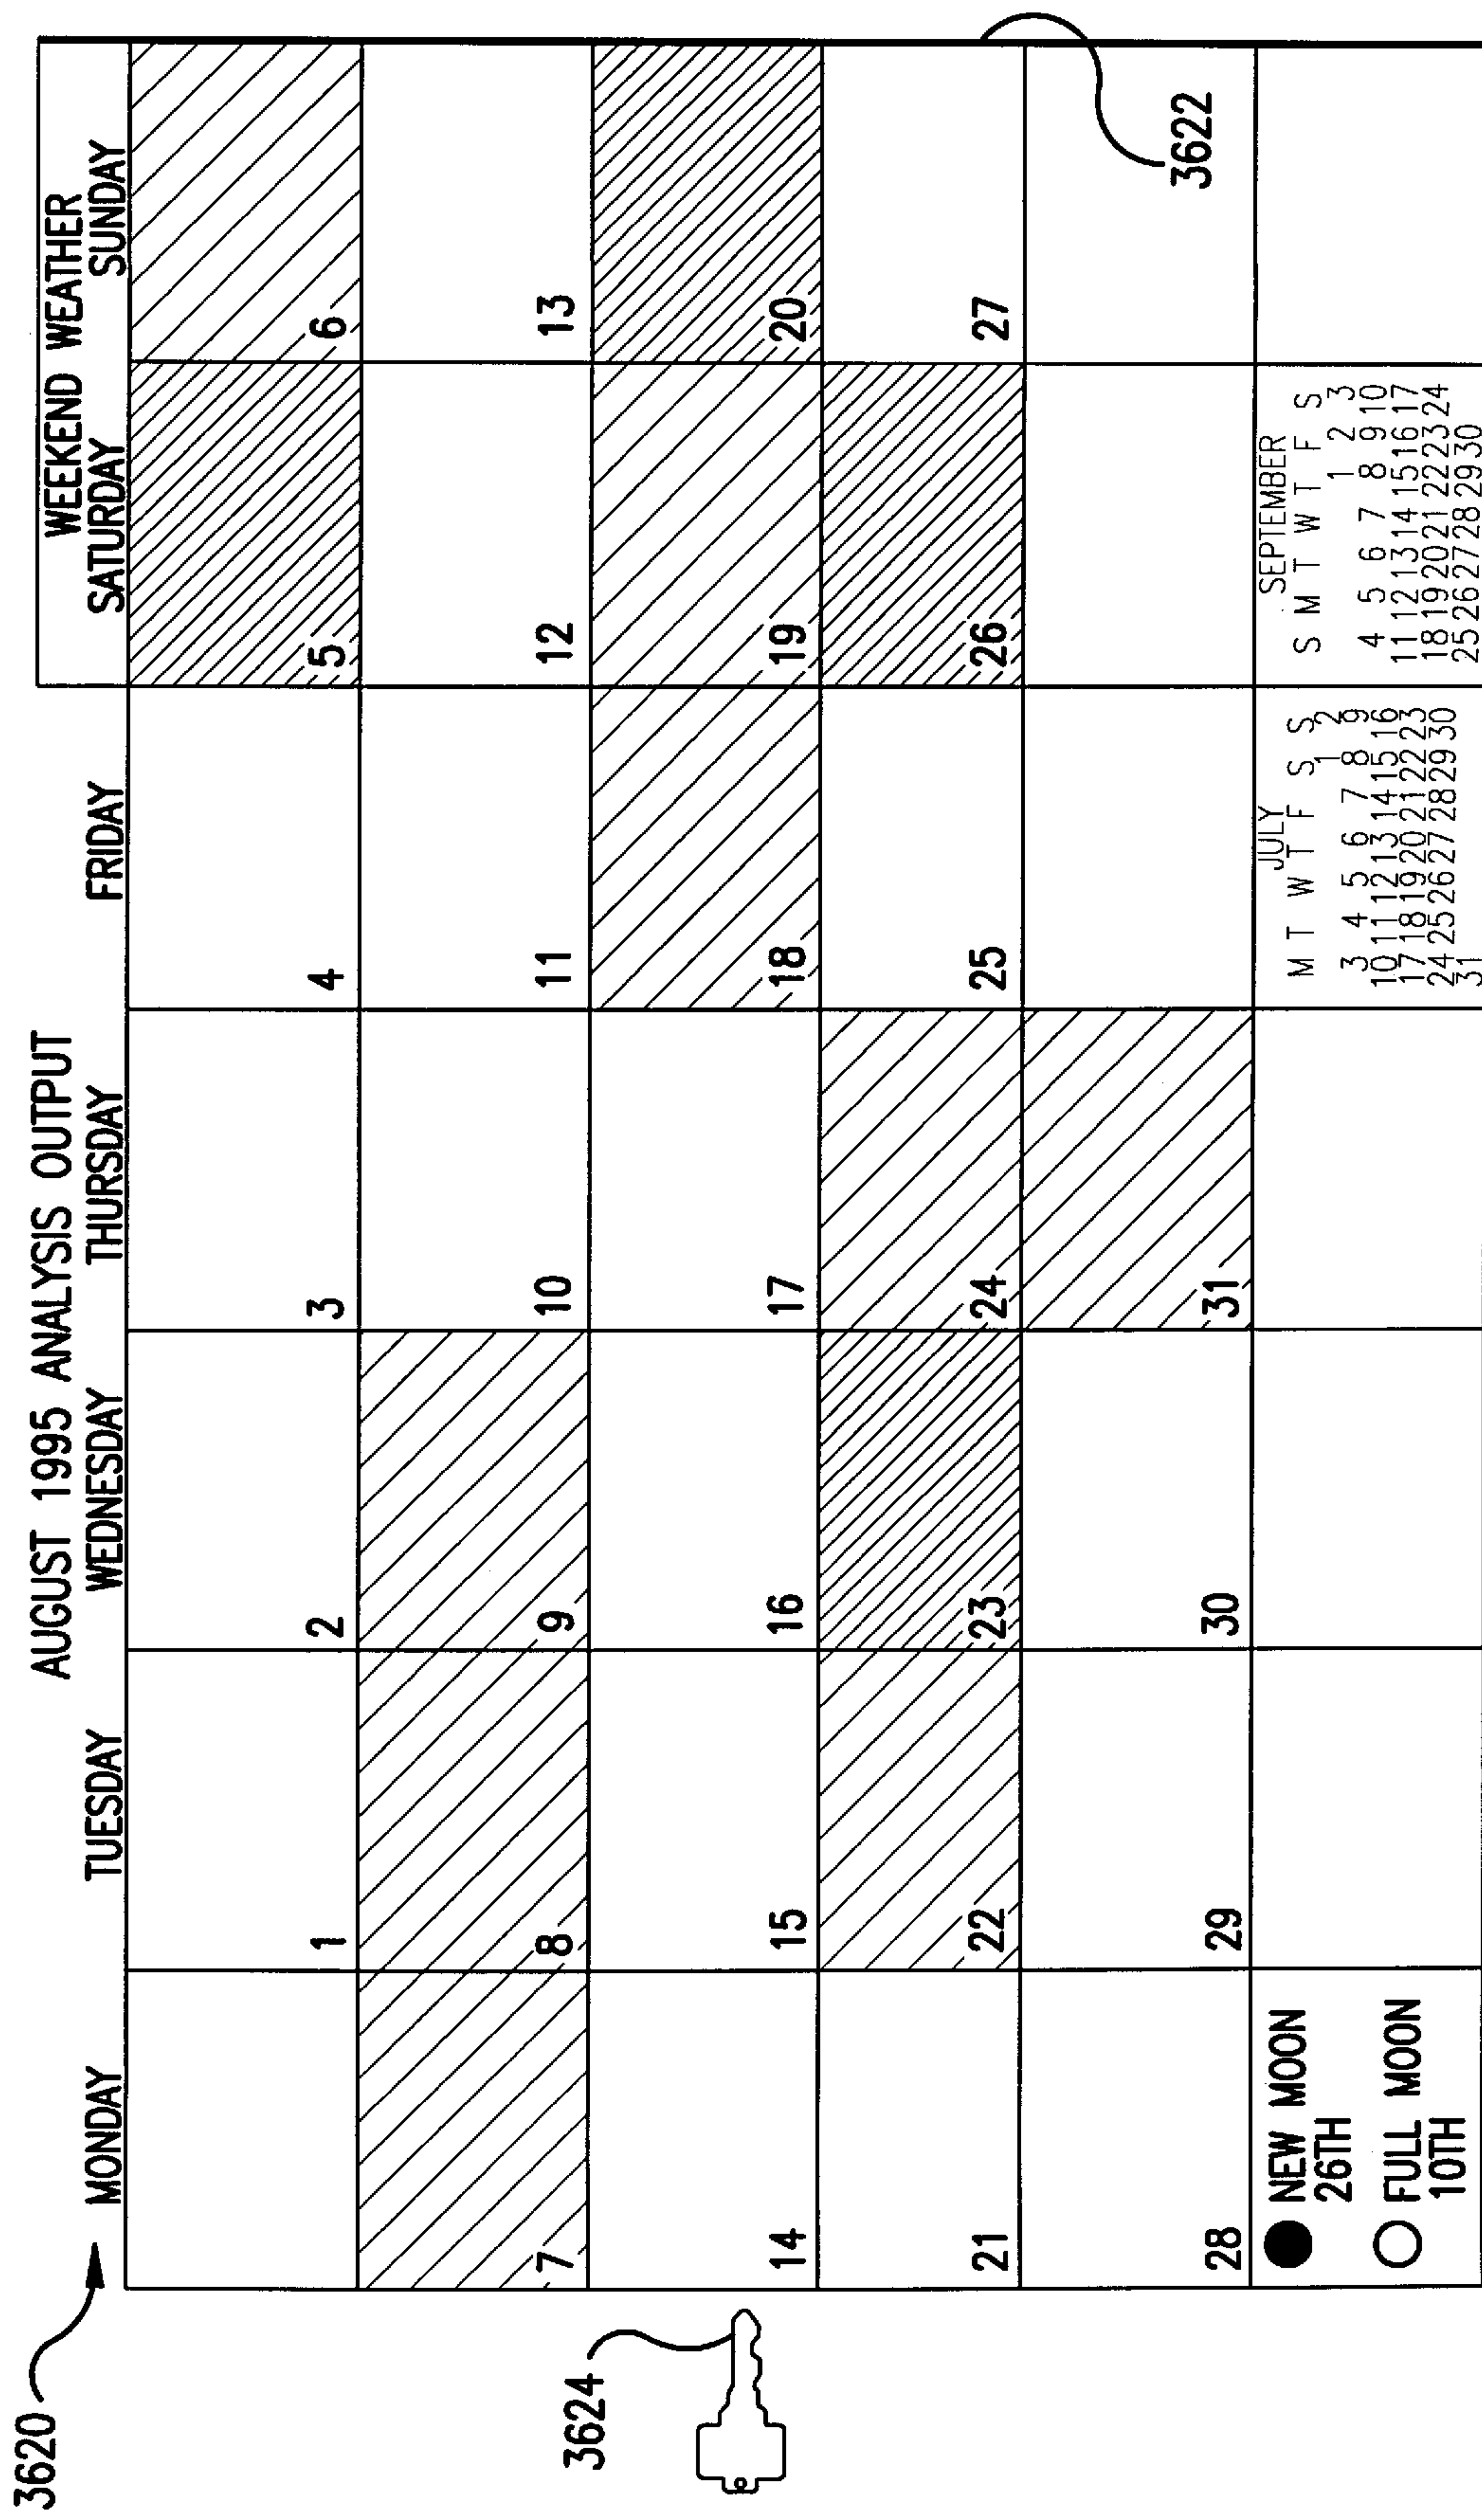 3620
AUGUST 1995 ANALYSIS OUTPUT
WEEKEND WEATHER
MONDAY TUESDAY WEDNESDAY THURSDAY FRIDAY SATURDAY SUNDAY
1 2 3 4 5 6
7 8 9 10 11 12 13
3624
14 15 16 17 18 19 20
21 22 23 24 25 26 27
28 29 30 31
3622
NEW MOON
26TH
FULL MOON
10TH
JULY
M T W T F S S
1 2
3 4 5 6 7 8 9
10 11 12 13 14 15 16
17 18 19 20 21 22 23
24 25 26 27 28 29 30
31
SEPTEMBER
S M T W T F S
1 2 3
4 5 6 7 8 9 10
11 12 13 14 15 16 17
18 19 20 21 22 23 24
25 26 27 28 29 30